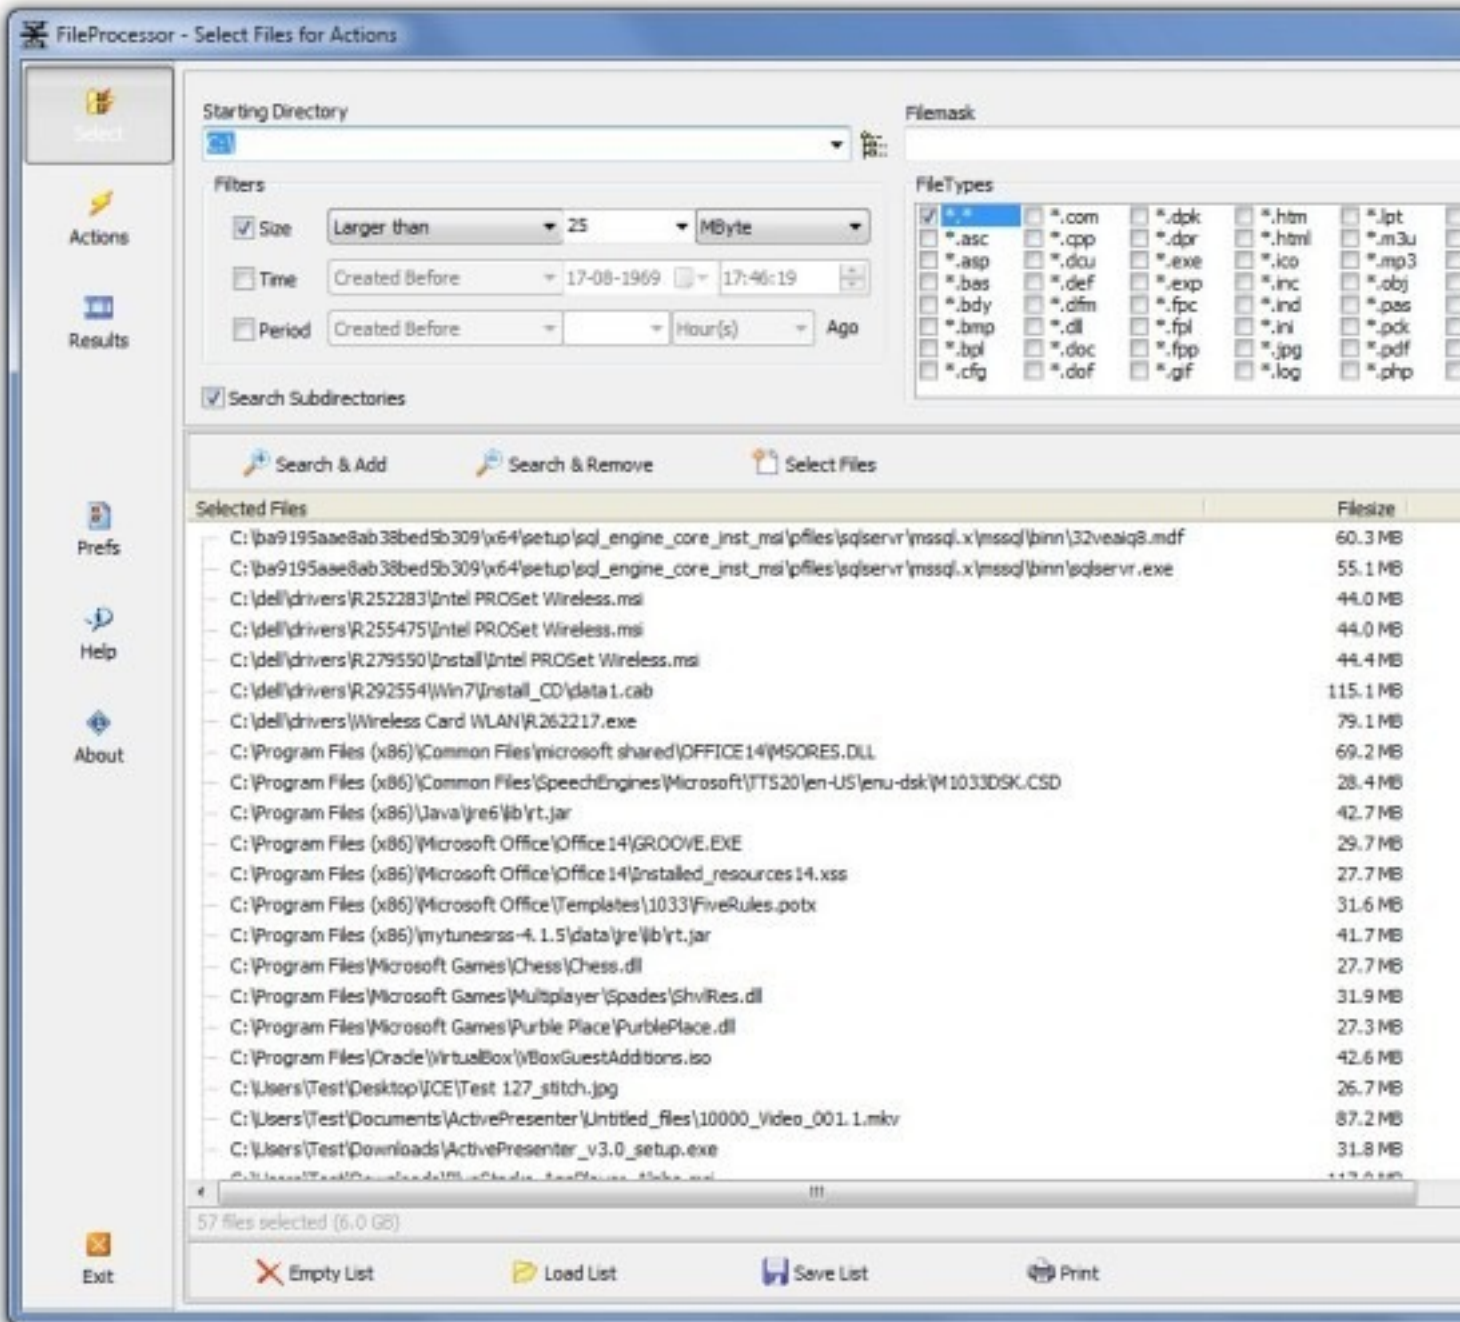 FileProcessor - Select Files for Actions
Select
Actions
Results
Prefs
Help
About
Exit
Starting Directory
C:\
Filemask
Filters
Size Larger than 25 MByte
Time Created Before 17-08-1969 17:46:19
Period Created Before Hour(s) Ago
Search Subdirectories
FileTypes
*.* *.com *.dpk *.htm *.lpt
*.asc *.cpp *.dpr *.html *.m3u
*.asp *.dcu *.exe *.ico *.mp3
*.bas *.def *.exp *.inc *.obj
*.bdy *.dfm *.fpc *.ind *.pas
*.bmp *.dll *.fpl *.ini *.pck
*.bpl *.doc *.fpp *.jpg *.pdf
*.cfg *.dof *.gif *.log *.php
Search & Add Search & Remove Select Files
Selected Files Filesize
C:\ba9195aae8ab38bed5b309\x64\setup\sql_engine_core_inst_msi\pfiles\sqlservr\mssql.x\mssql\binn\32veaiq8.mdf 60.3 MB
C:\ba9195aae8ab38bed5b309\x64\setup\sql_engine_core_inst_msi\pfiles\sqlservr\mssql.x\mssql\binn\sqlservr.exe 55.1 MB
C:\dell\drivers\R252283\Intel PROSet Wireless.msi 44.0 MB
C:\dell\drivers\R255475\Intel PROSet Wireless.msi 44.0 MB
C:\dell\drivers\R279550\Install\Intel PROSet Wireless.msi 44.4 MB
C:\dell\drivers\R292554\Win7\Install_CD\data1.cab 115.1 MB
C:\dell\drivers\Wireless Card WLAN\R262217.exe 79.1 MB
C:\Program Files (x86)\Common Files\microsoft shared\OFFICE14\MSORES.DLL 69.2 MB
C:\Program Files (x86)\Common Files\SpeechEngines\Microsoft\TTS20\en-US\enu-dsk\M1033DSK.CSD 28.4 MB
C:\Program Files (x86)\Java\jre6\lib\rt.jar 42.7 MB
C:\Program Files (x86)\Microsoft Office\Office14\GROOVE.EXE 29.7 MB
C:\Program Files (x86)\Microsoft Office\Office14\Installed_resources14.xss 27.7 MB
C:\Program Files (x86)\Microsoft Office\Templates\1033\FiveRules.potx 31.6 MB
C:\Program Files (x86)\mytunesrss-4.1.5\data\jre\lib\rt.jar 41.7 MB
C:\Program Files\Microsoft Games\Chess\Chess.dll 27.7 MB
C:\Program Files\Microsoft Games\Multiplayer\Spades\ShvlRes.dll 31.9 MB
C:\Program Files\Microsoft Games\Purble Place\PurblePlace.dll 27.3 MB
C:\Program Files\Oracle\VirtualBox\VBoxGuestAdditions.iso 42.6 MB
C:\Users\Test\Desktop\ICE\Test 127_stitch.jpg 26.7 MB
C:\Users\Test\Documents\ActivePresenter\Untitled_files\10000_Video_001.1.mkv 87.2 MB
C:\Users\Test\Downloads\ActivePresenter_v3.0_setup.exe 31.8 MB
57 files selected (6.0 GB)
Empty List Load List Save List Print